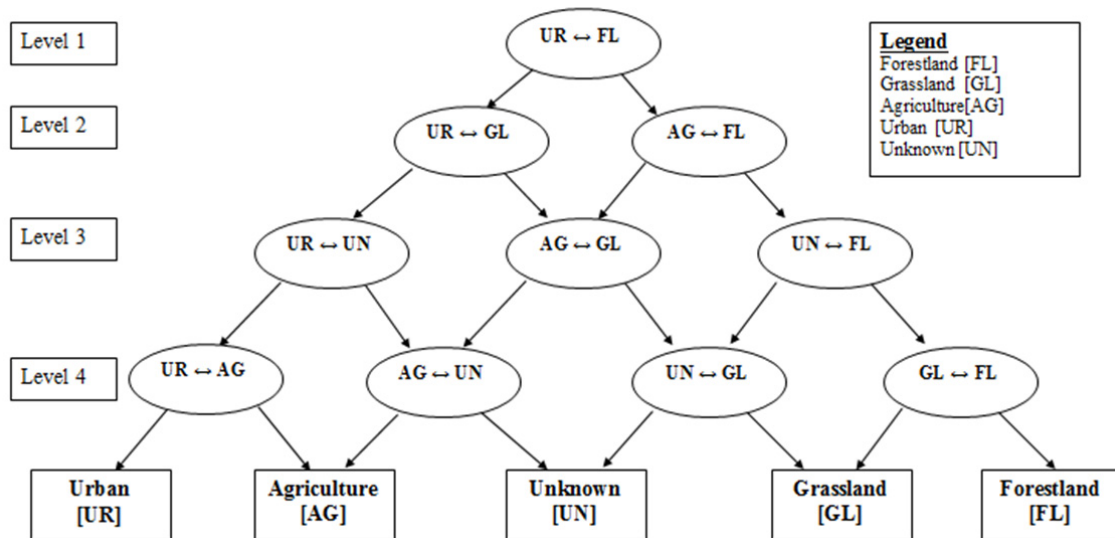 Level 1
UR ↔ FL
Legend
Forestland [FL]
Grassland [GL]
Agriculture[AG]
Urban [UR]
Unknown [UN]
Level 2
UR ↔ GL
AG ↔ FL
Level 3
UR ↔ UN
AG ↔ GL
UN ↔ FL
Level 4
UR ↔ AG
AG ↔ UN
UN ↔ GL
GL ↔ FL
Urban
[UR]
Agriculture
[AG]
Unknown
[UN]
Grassland
[GL]
Forestland
[FL]